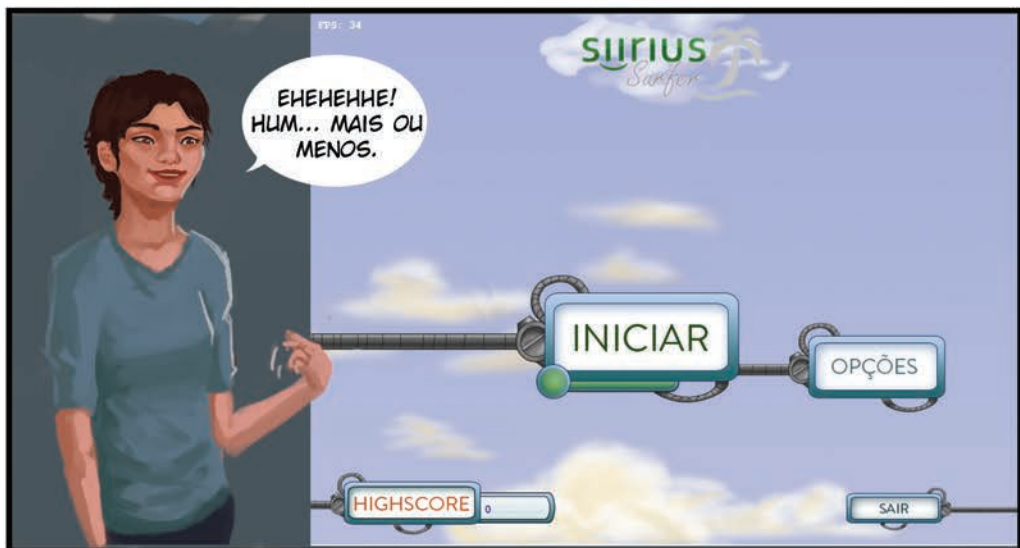 FPS: 34
siirius
Surfer
EHEHEHHE!
HUM... MAIS OU
MENOS.
INICIAR
OPÇÕES
HIGHSCORE 0
SAIR